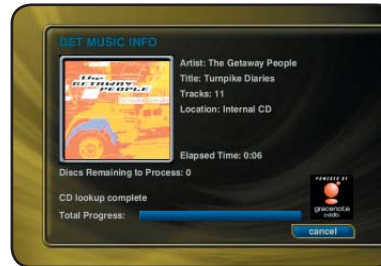 GET MUSIC INFO
the
GETAWAY
PEOPLE
Artist: The Getaway People
Title: Turnpike Diaries
Tracks: 11
Location: Internal CD
Elapsed Time: 0:06
Discs Remaining to Process: 0
CD lookup complete
Total Progress:
POWERED BY
gracenote
cddb
cancel